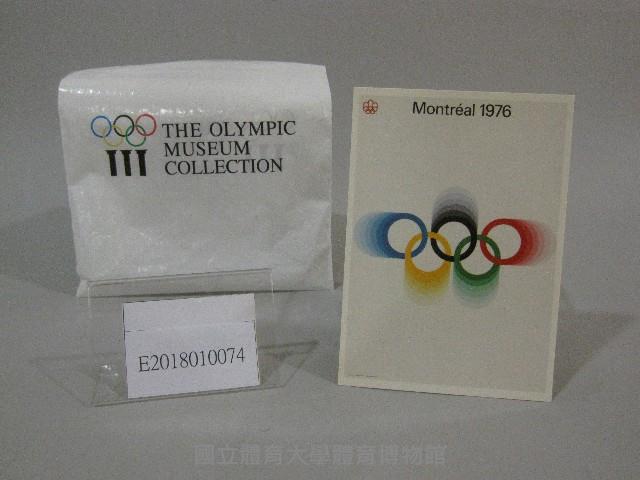 THE OLYMPIC
MUSEUM
COLLECTION
Montréal 1976
E2018010074
國立體育大學體育博物館